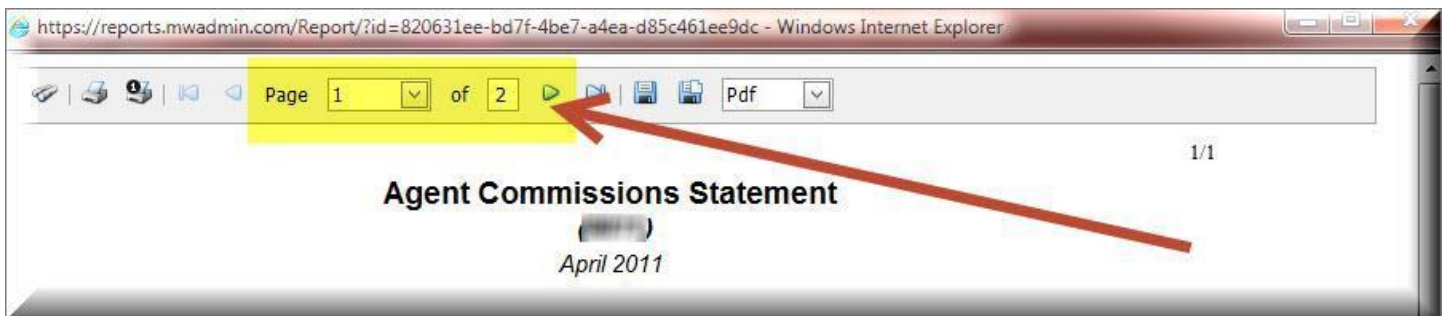 https://reports.mwadmin.com/Report/?id=820631ee-bd7f-4be7-a4ea-d85c461ee9dc - Windows Internet Explorer
Page 1 of 2 Pdf
1/1
Agent Commissions Statement
April 2011